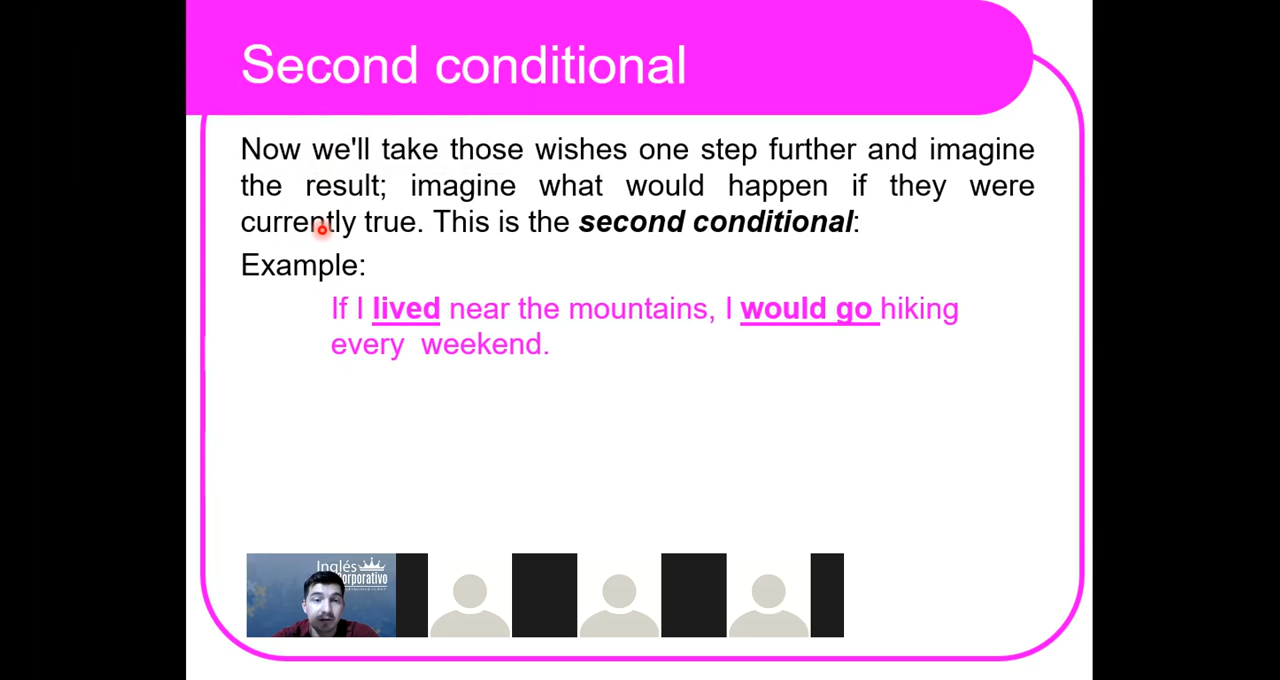 Second conditional
Now we'll take those wishes one step further and imagine
the result; imagine what would happen if they were
currently true. This is the second conditional:
Example:
If I lived near the mountains, I would go hiking
every weekend.
Inglés
Corporativo